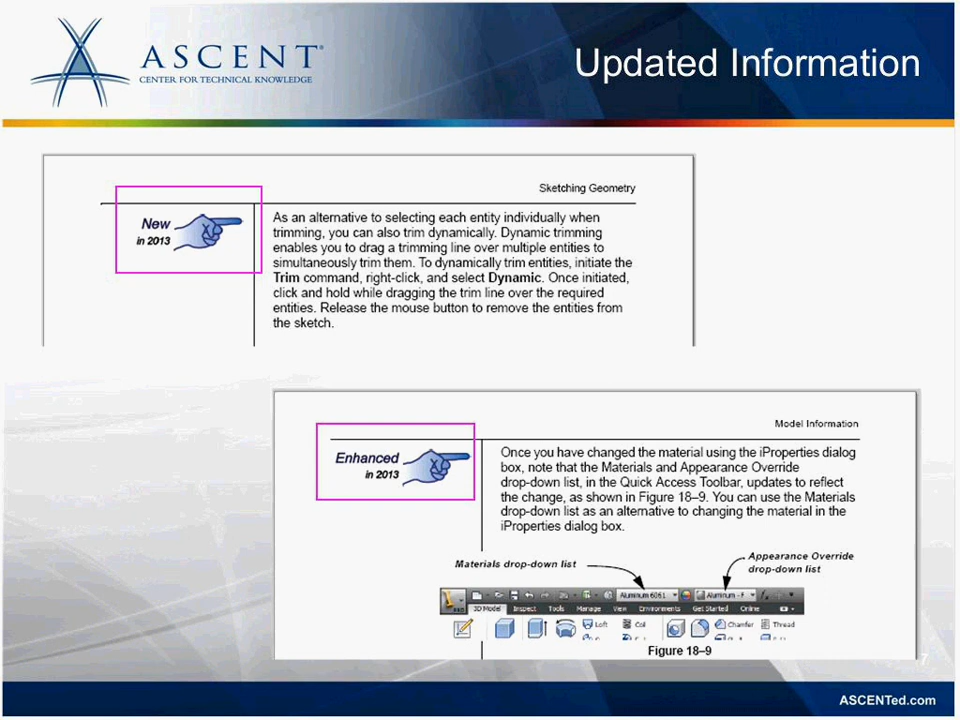 ASCENT®
CENTER FOR TECHNICAL KNOWLEDGE
Updated Information
Sketching Geometry
New
in 2013
As an alternative to selecting each entity individually when
trimming, you can also trim dynamically. Dynamic trimming
enables you to drag a trimming line over multiple entities to
simultaneously trim them. To dynamically trim entities, initiate the
Trim command, right-click, and select Dynamic. Once initiated,
click and hold while dragging the trim line over the required
entities. Release the mouse button to remove the entities from
the sketch.
Model Information
Enhanced
in 2013
Once you have changed the material using the iProperties dialog
box, note that the Materials and Appearance Override
drop-down list, in the Quick Access Toolbar, updates to reflect
the change, as shown in Figure 18–9. You can use the Materials
drop-down list as an alternative to changing the material in the
iProperties dialog box.
Materials drop-down list
Appearance Override
drop-down list
Aluminum 6061
Aluminum - F
3D Model Inspect Tools Manage View Environments Get Started Online
Loft Coil Chamfer Thread
Figure 18–9
7
ASCENTed.com